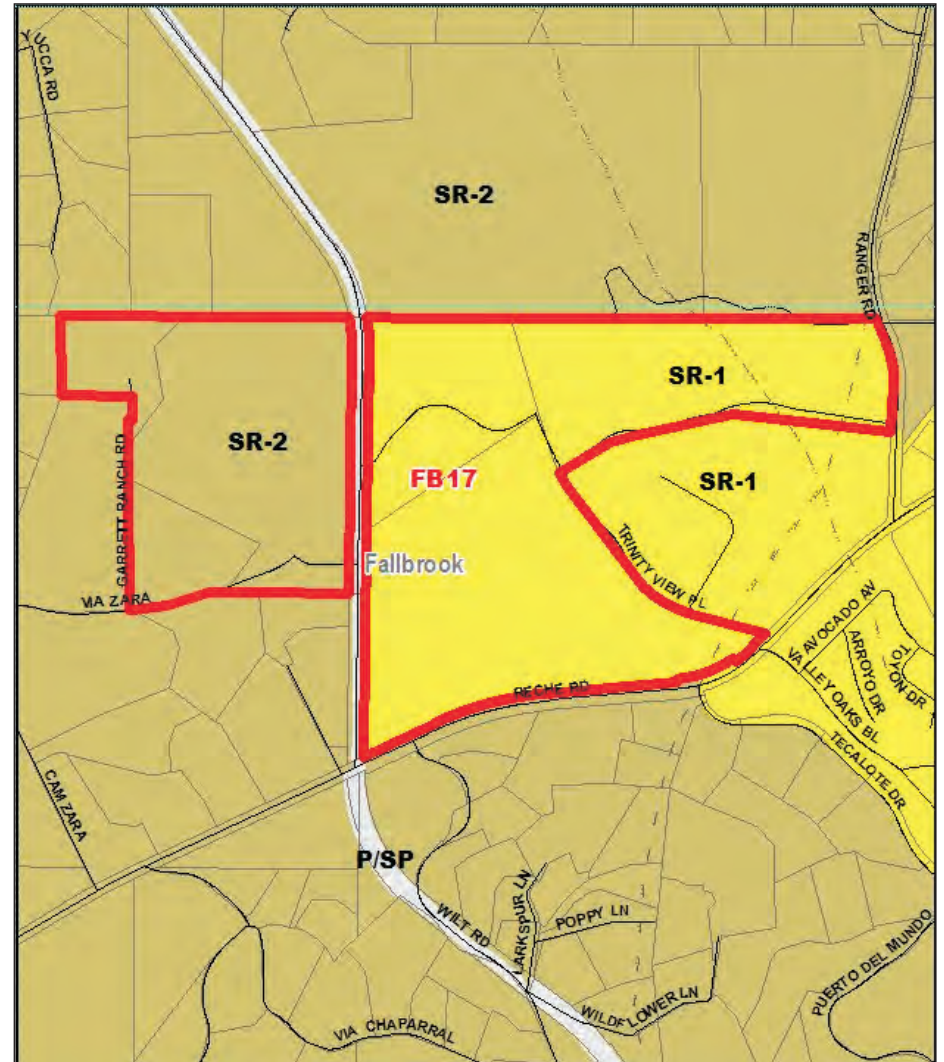 YUCCA RD
SR-2
RANGER RD
SR-1
SR-2
FB17
SR-1
GARRETT RANCH RD
Fallbrook
TRINITY VIEW PL
VIA ZARA
AVOCADO AV
ARROYO DR
TOYON DR
VALLEY OAKS BL
RECHE RD
TECALOTE DR
CAM ZARA
P/SP
WILT RD
LARKSPUR LN
POPPY LN
PUERTO DEL MUNDO
WILDFLOWER LN
VIA CHAPARRAL